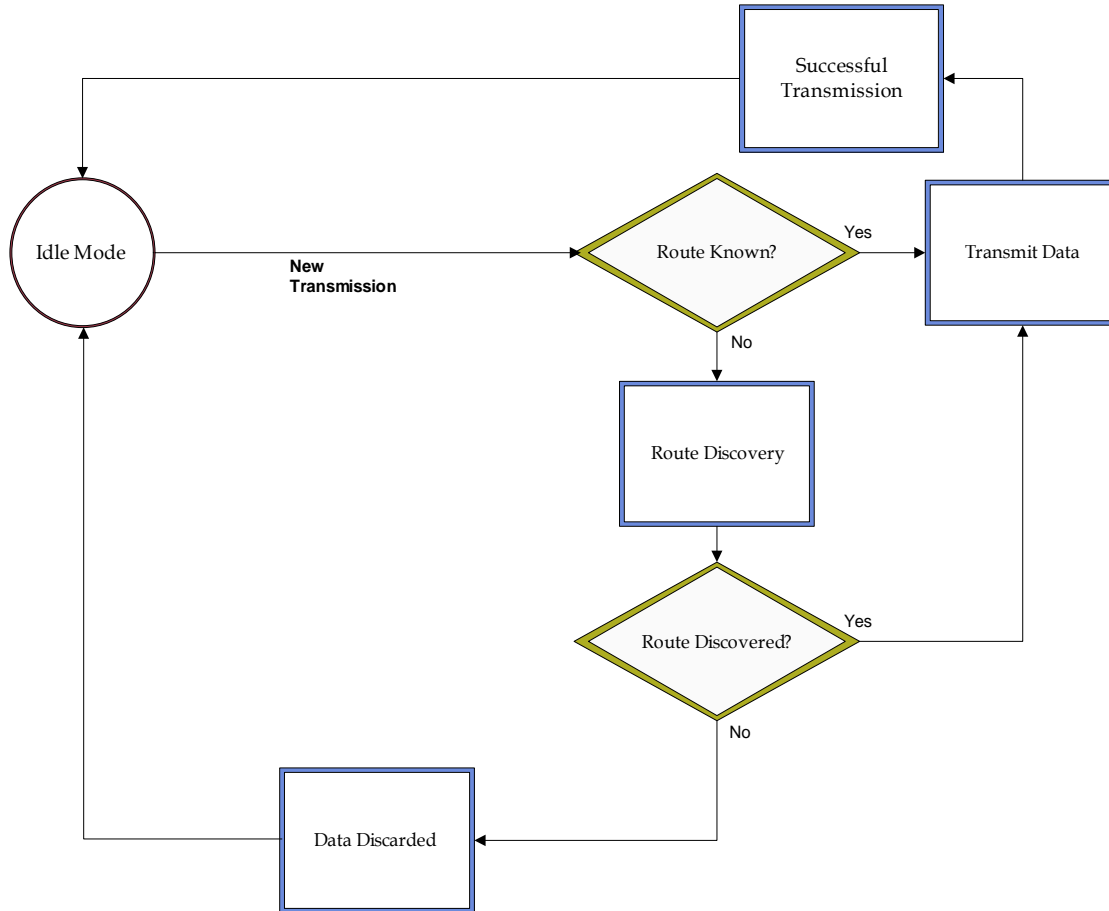 Successful
Transmission
Idle Mode
New
Transmission
Route Known?
Yes
Transmit Data
No
Route Discovery
Route Discovered?
Yes
No
Data Discarded